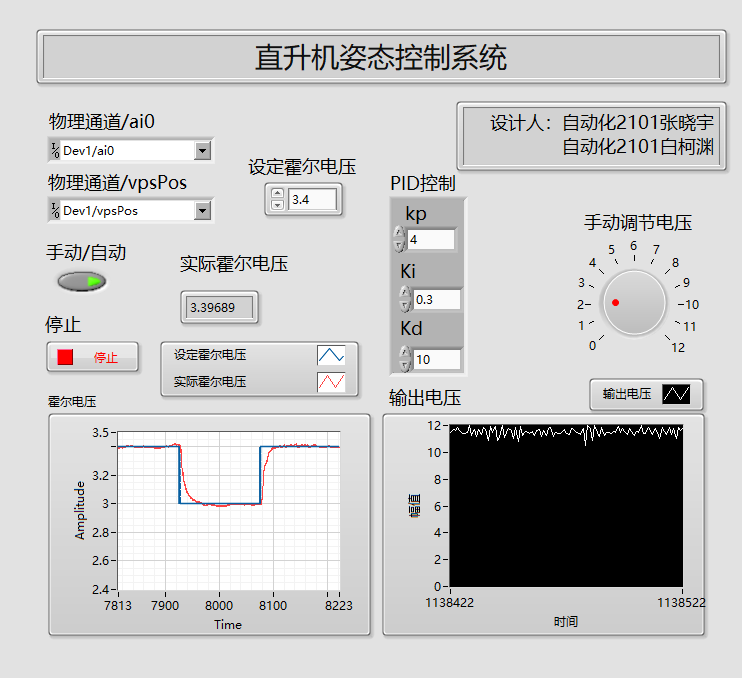 直升机姿态控制系统
设计人：自动化2101张晓宇
自动化2101白柯渊
物理通道/ai0
Dev1/ai0
物理通道/vpsPos
Dev1/vpsPos
设定霍尔电压
3.4
手动/自动
实际霍尔电压
3.39689
停止
停止
设定霍尔电压
实际霍尔电压
PID控制
kp
4
Ki
0.3
Kd
10
手动调节电压
0 1 2 3 4 5 6 7 8 9 10 11 12
霍尔电压
3.5
3.2
3
2.8
2.6
2.4
Amplitude
7813 7900 8000 8100 8223
Time
输出电压
输出电压
12
10
8
6
4
2
0
幅值
1138422 1138522
时间